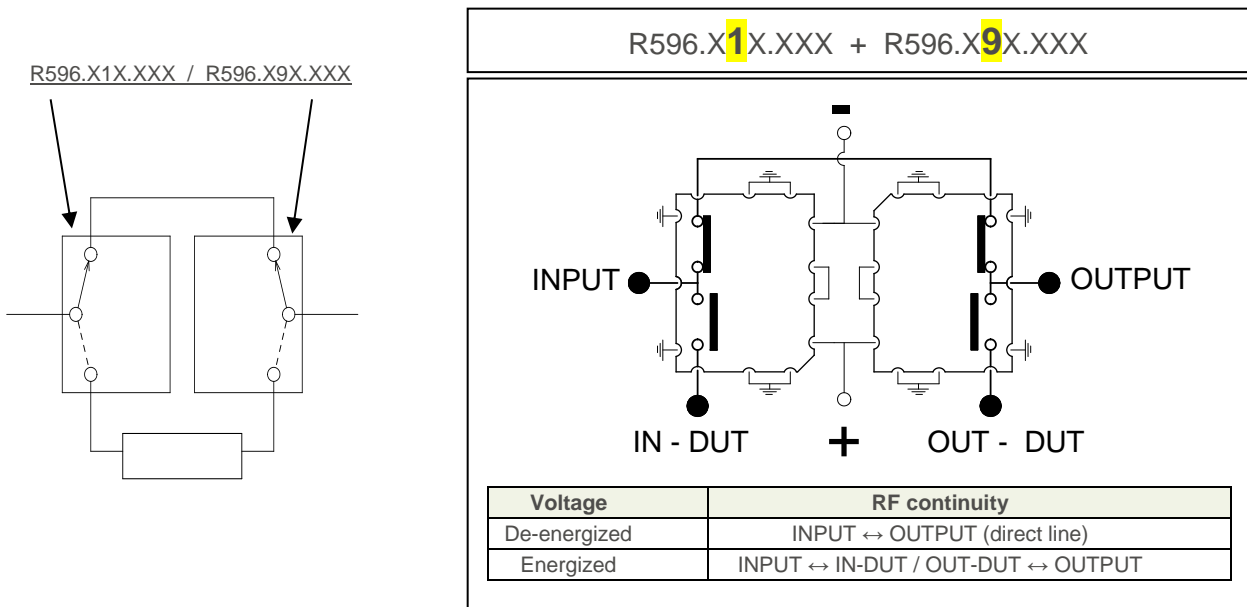 R596.X1X.XXX / R596.X9X.XXX
R596.X1X.XXX + R596.X9X.XXX
-
INPUT
OUTPUT
IN - DUT
+
OUT - DUT
Voltage RF continuity
De-energized INPUT ↔ OUTPUT (direct line)
Energized INPUT ↔ IN-DUT / OUT-DUT ↔ OUTPUT